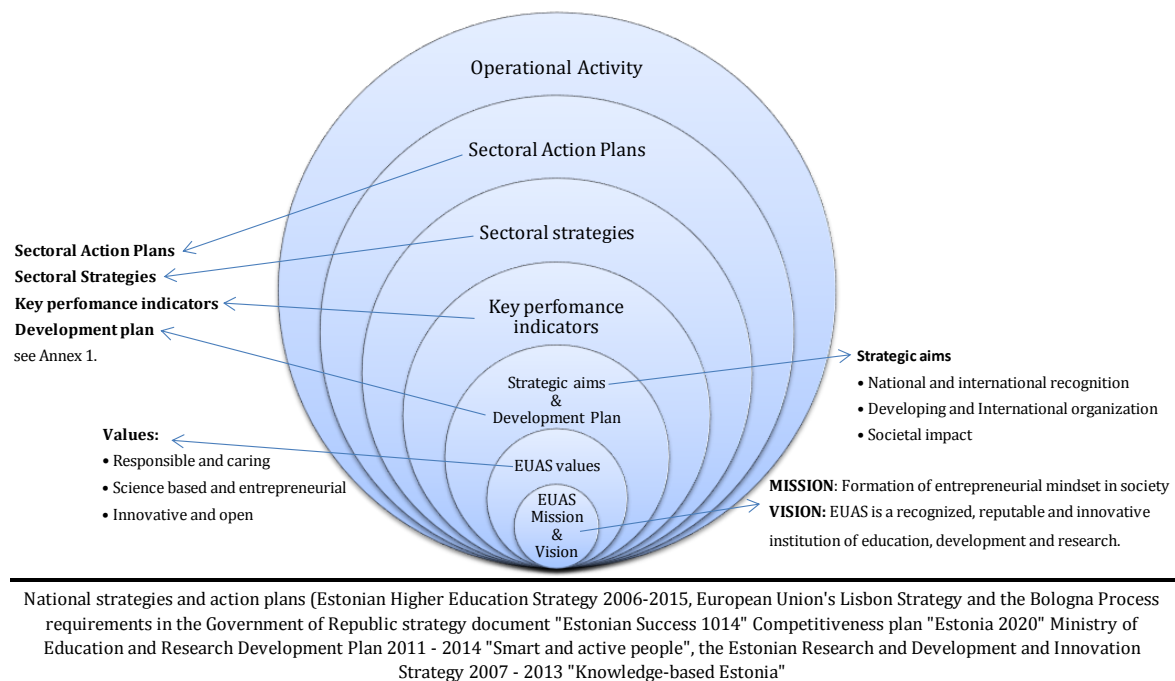 Operational Activity
Sectoral Action Plans
Sectoral strategies
Key perfomance
indicators
Strategic aims
&
Development Plan
EUAS values
EUAS
Mission
&
Vision
Sectoral Action Plans
Sectoral Strategies
Key perfomance indicators
Development plan
see Annex 1.
Values:
• Responsible and caring
• Science based and entrepreneurial
• Innovative and open
Strategic aims
• National and international recognition
• Developing and International organization
• Societal impact
MISSION: Formation of entrepreneurial mindset in society
VISION: EUAS is a recognized, reputable and innovative
institution of education, development and research.
National strategies and action plans (Estonian Higher Education Strategy 2006-2015, European Union's Lisbon Strategy and the Bologna Process
requirements in the Government of Republic strategy document "Estonian Success 1014" Competitiveness plan "Estonia 2020" Ministry of
Education and Research Development Plan 2011 - 2014 "Smart and active people", the Estonian Research and Development and Innovation
Strategy 2007 - 2013 "Knowledge-based Estonia"